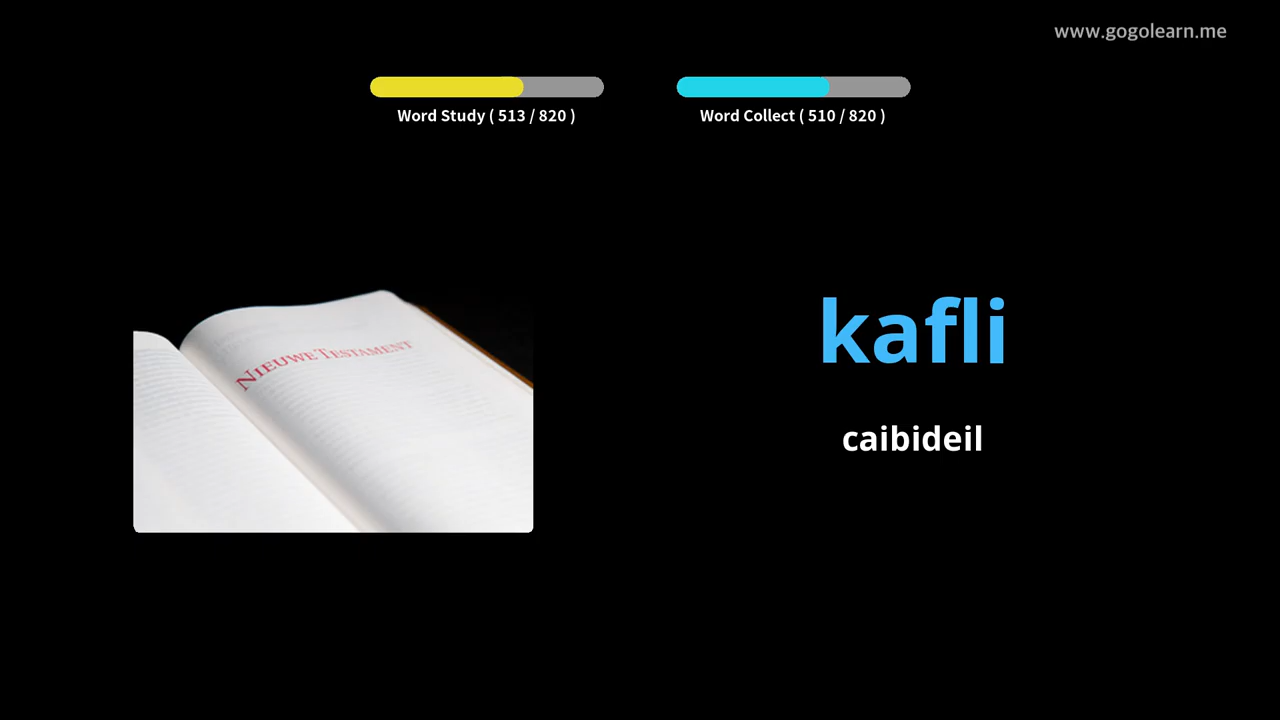 www.gogolearn.me
Word Study ( 513 / 820 )
Word Collect ( 510 / 820 )
NIEUWE TESTAMENT
kafli
caibideil